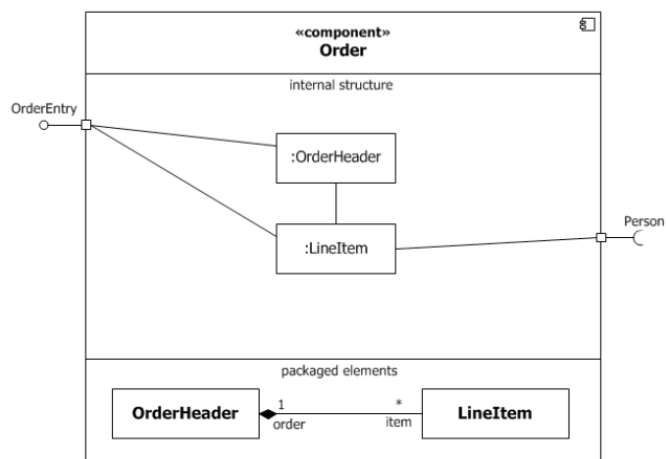 «component»
Order
internal structure
OrderEntry
:OrderHeader
:LineItem
Person
packaged elements
OrderHeader
1
order
*
item
LineItem